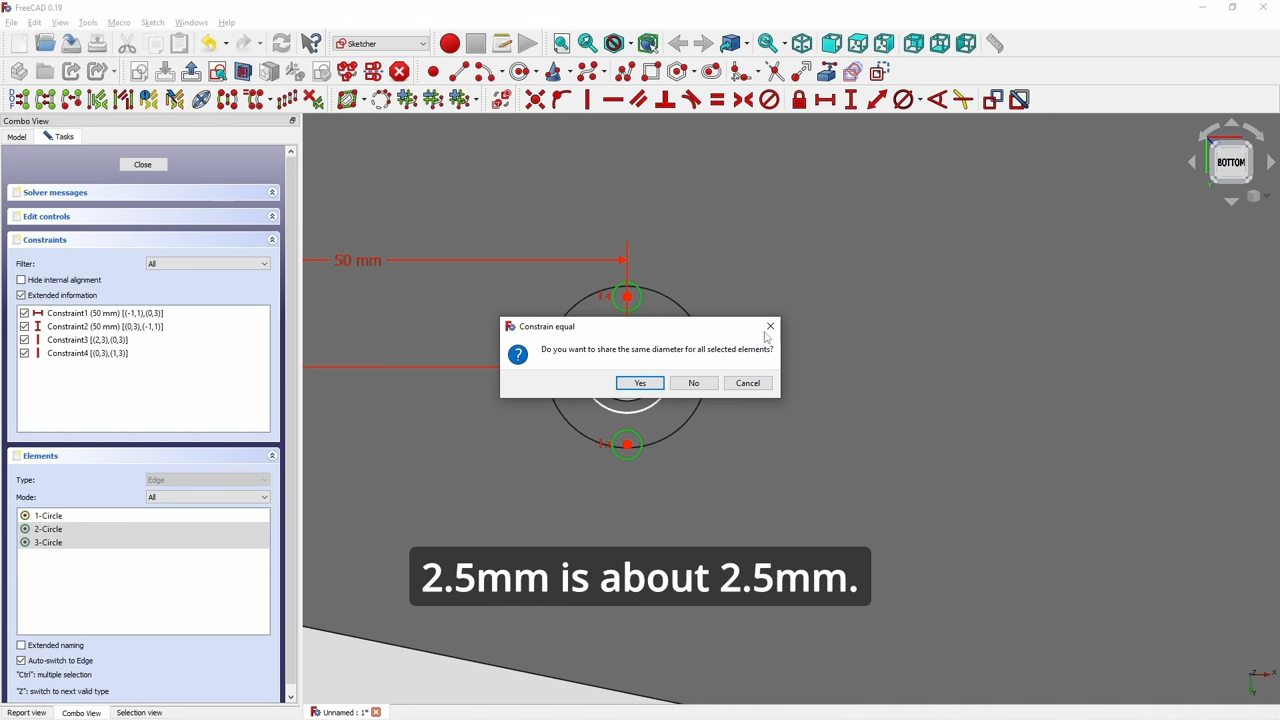 FreeCAD 0.19
File Edit View Tools Macro Sketch Windows Help
Sketcher
Combo View
Model Tasks
Close
Solver messages
Edit controls
Constraints
Filter: All
Hide internal alignment
Extended information
Constraint1 (50 mm) [(-1,1),(0,3)]
Constraint2 (50 mm) [(0,3),(-1,1)]
Constraint3 [(2,3),(0,3)]
Constraint4 [(0,3),(1,3)]
Elements
Type: Edge
Mode: All
1-Circle
2-Circle
3-Circle
Extended naming
Auto-switch to Edge
"Ctrl": multiple selection
"Z": switch to next valid type
Report view Combo View Selection view
BOTTOM
50 mm
Constrain equal
Do you want to share the same diameter for all selected elements?
Yes No Cancel
2.5mm is about 2.5mm.
Unnamed : 1*
Z X
Y
Y